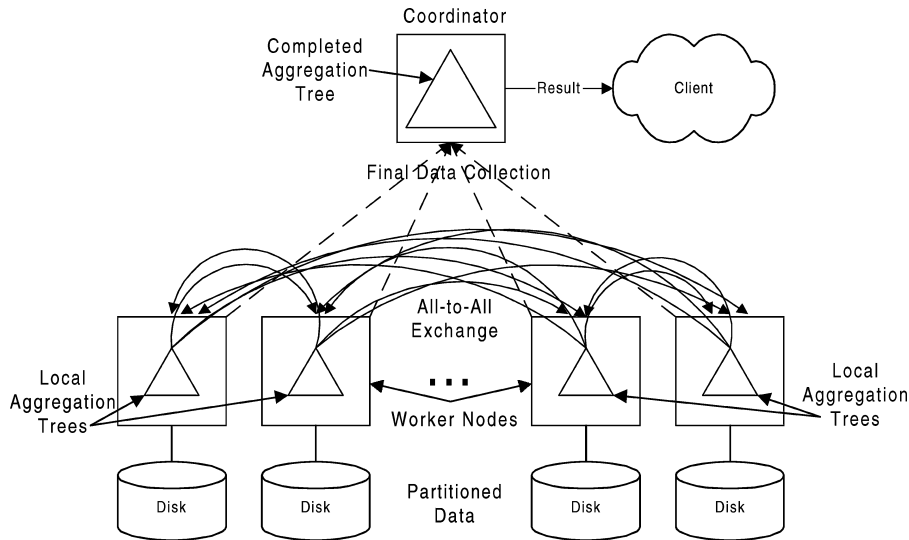 Coordinator
Completed
Aggregation
Tree
Result
Client
Final Data Collection
All-to-All
Exchange
Local
Aggregation
Trees
...
Worker Nodes
Local
Aggregation
Trees
Disk
Disk
Partitioned
Data
Disk
Disk